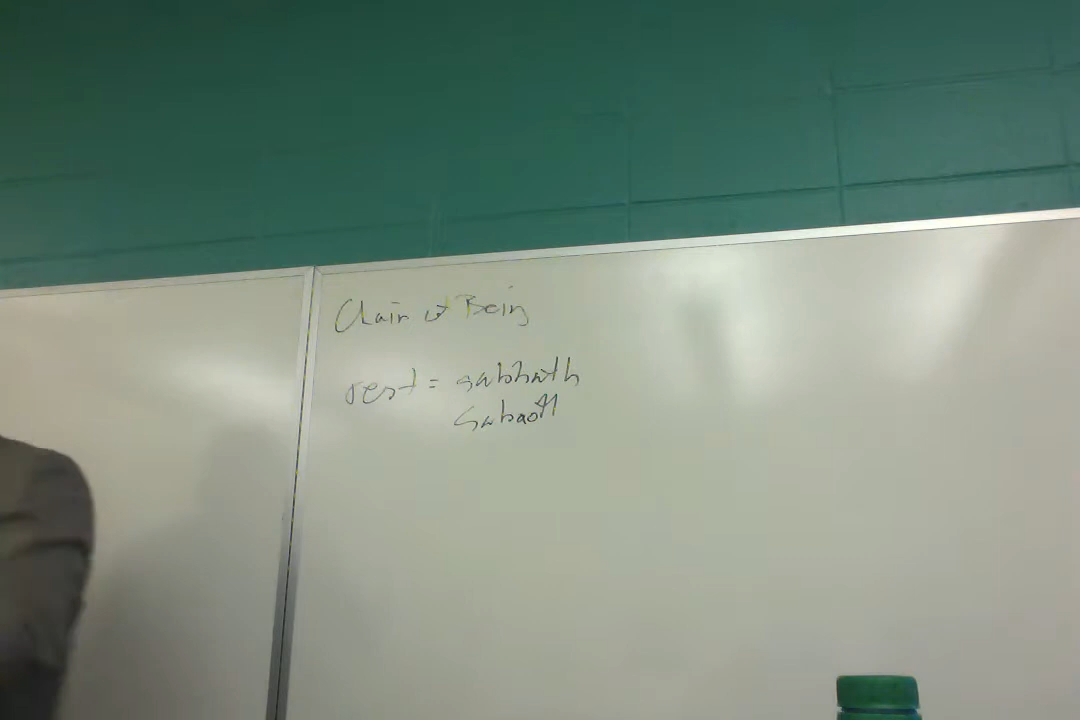 Chain of Being
rest = sabbath
Sabaoth